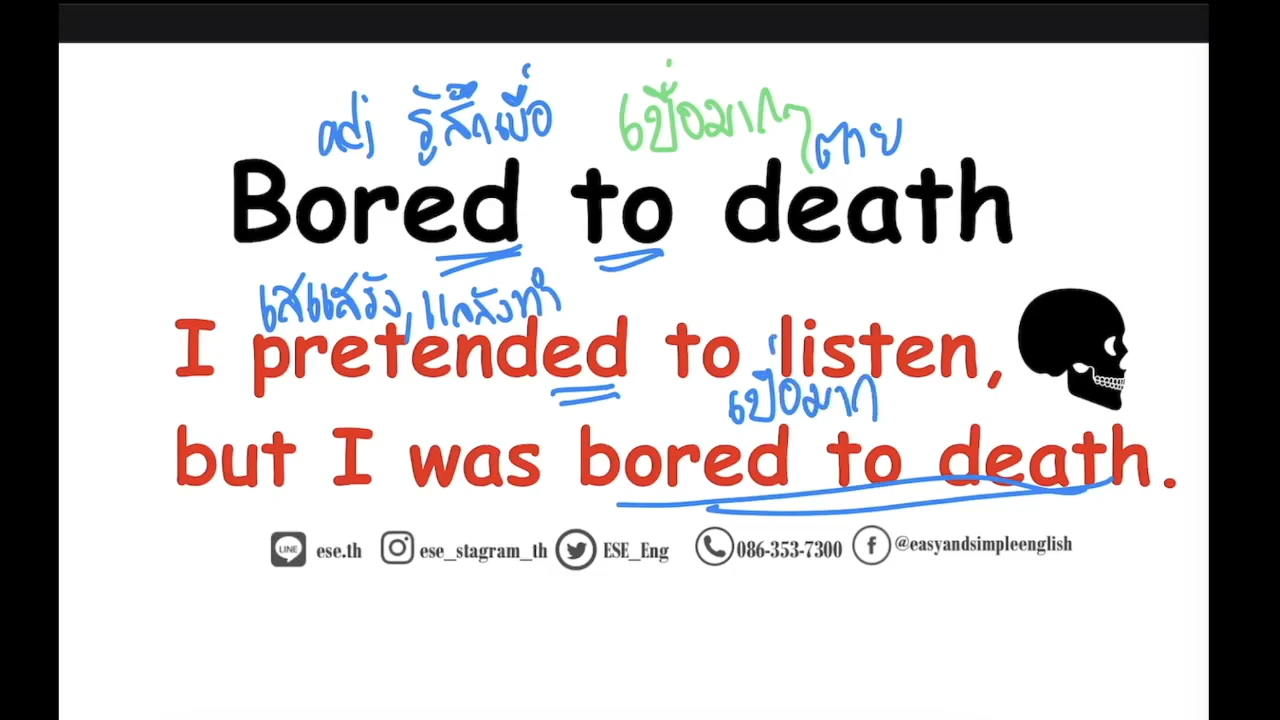 adj รู้สึกเบื่อ เบื่อมากๆ ตาย
Bored to death
เสแสร้ง, แกล้งทำ
I pretended to listen,
เบื่อมาก
but I was bored to death.
LINE ese.th ese_stagram_th ESE_Eng 086-353-7300 f @easyandsimpleenglish